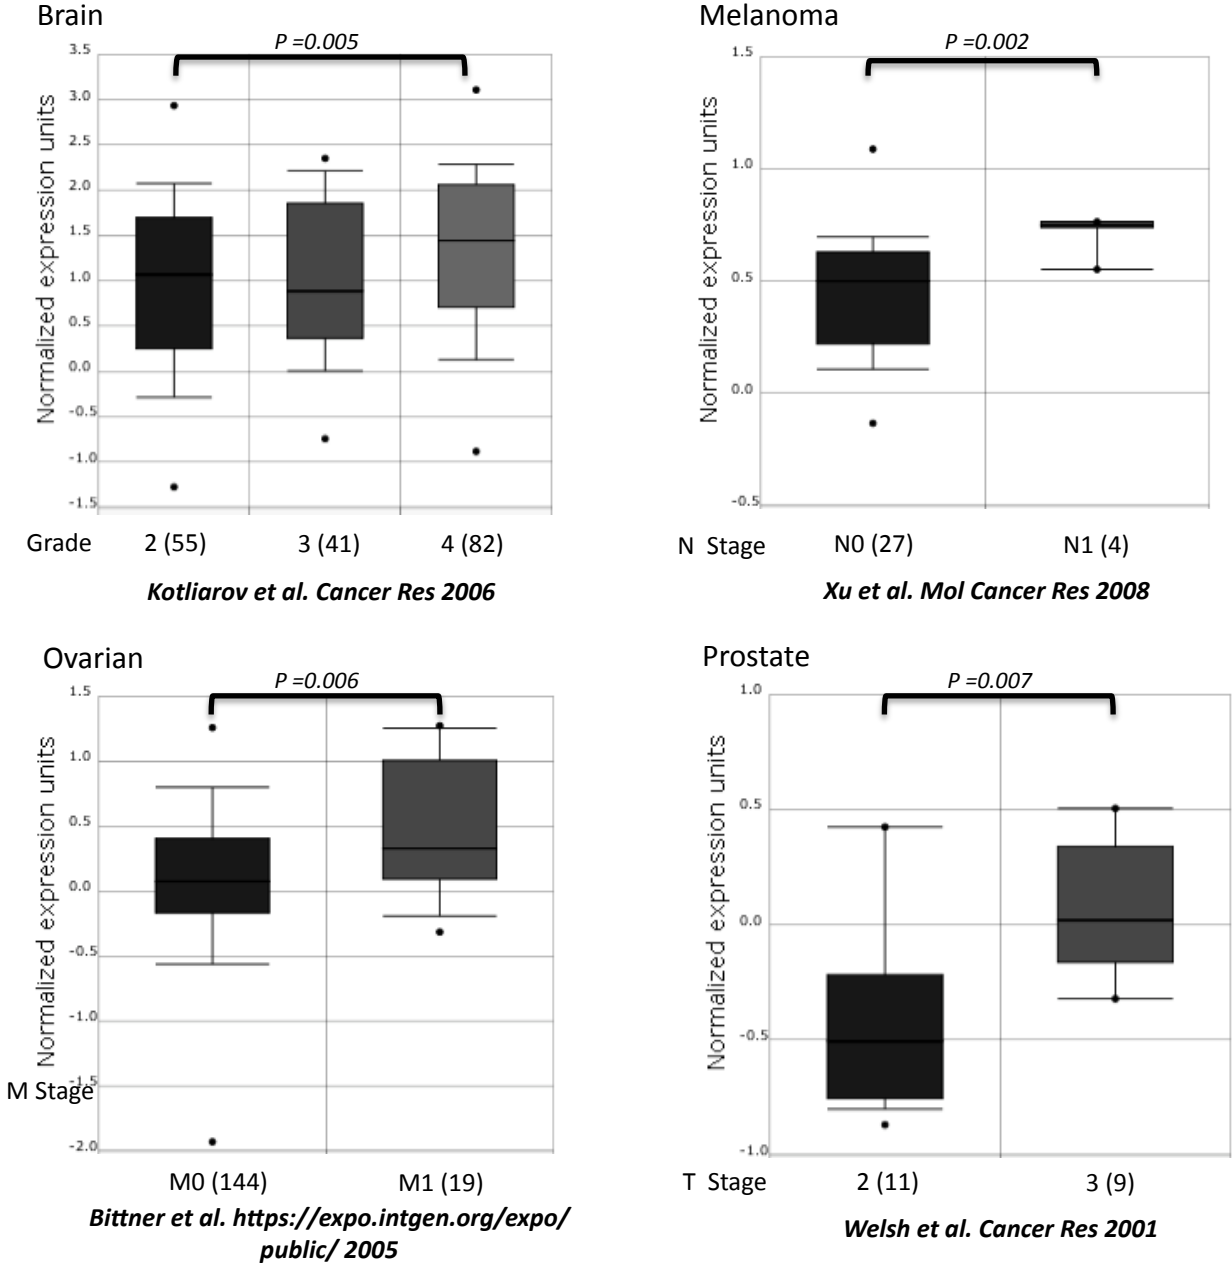 Brain
P =0.005
Normalized expression units
3.5
3.0
2.5
2.0
1.5
1.0
0.5
0.0
-0.5
-1.0
-1.5
Grade 2 (55) 3 (41) 4 (82)
Kotliarov et al. Cancer Res 2006
Melanoma
P =0.002
Normalized expression units
1.5
1.0
0.5
0.0
-0.5
N Stage N0 (27) N1 (4)
Xu et al. Mol Cancer Res 2008
Ovarian
P =0.006
Normalized expression units
1.5
1.0
0.5
0.0
-0.5
-1.0
-1.5
-2.0
M Stage
M0 (144) M1 (19)
Bittner et al. https://expo.intgen.org/expo/
public/ 2005
Prostate
P =0.007
Normalized expression units
1.0
0.5
0.0
-0.5
-1.0
T Stage 2 (11) 3 (9)
Welsh et al. Cancer Res 2001